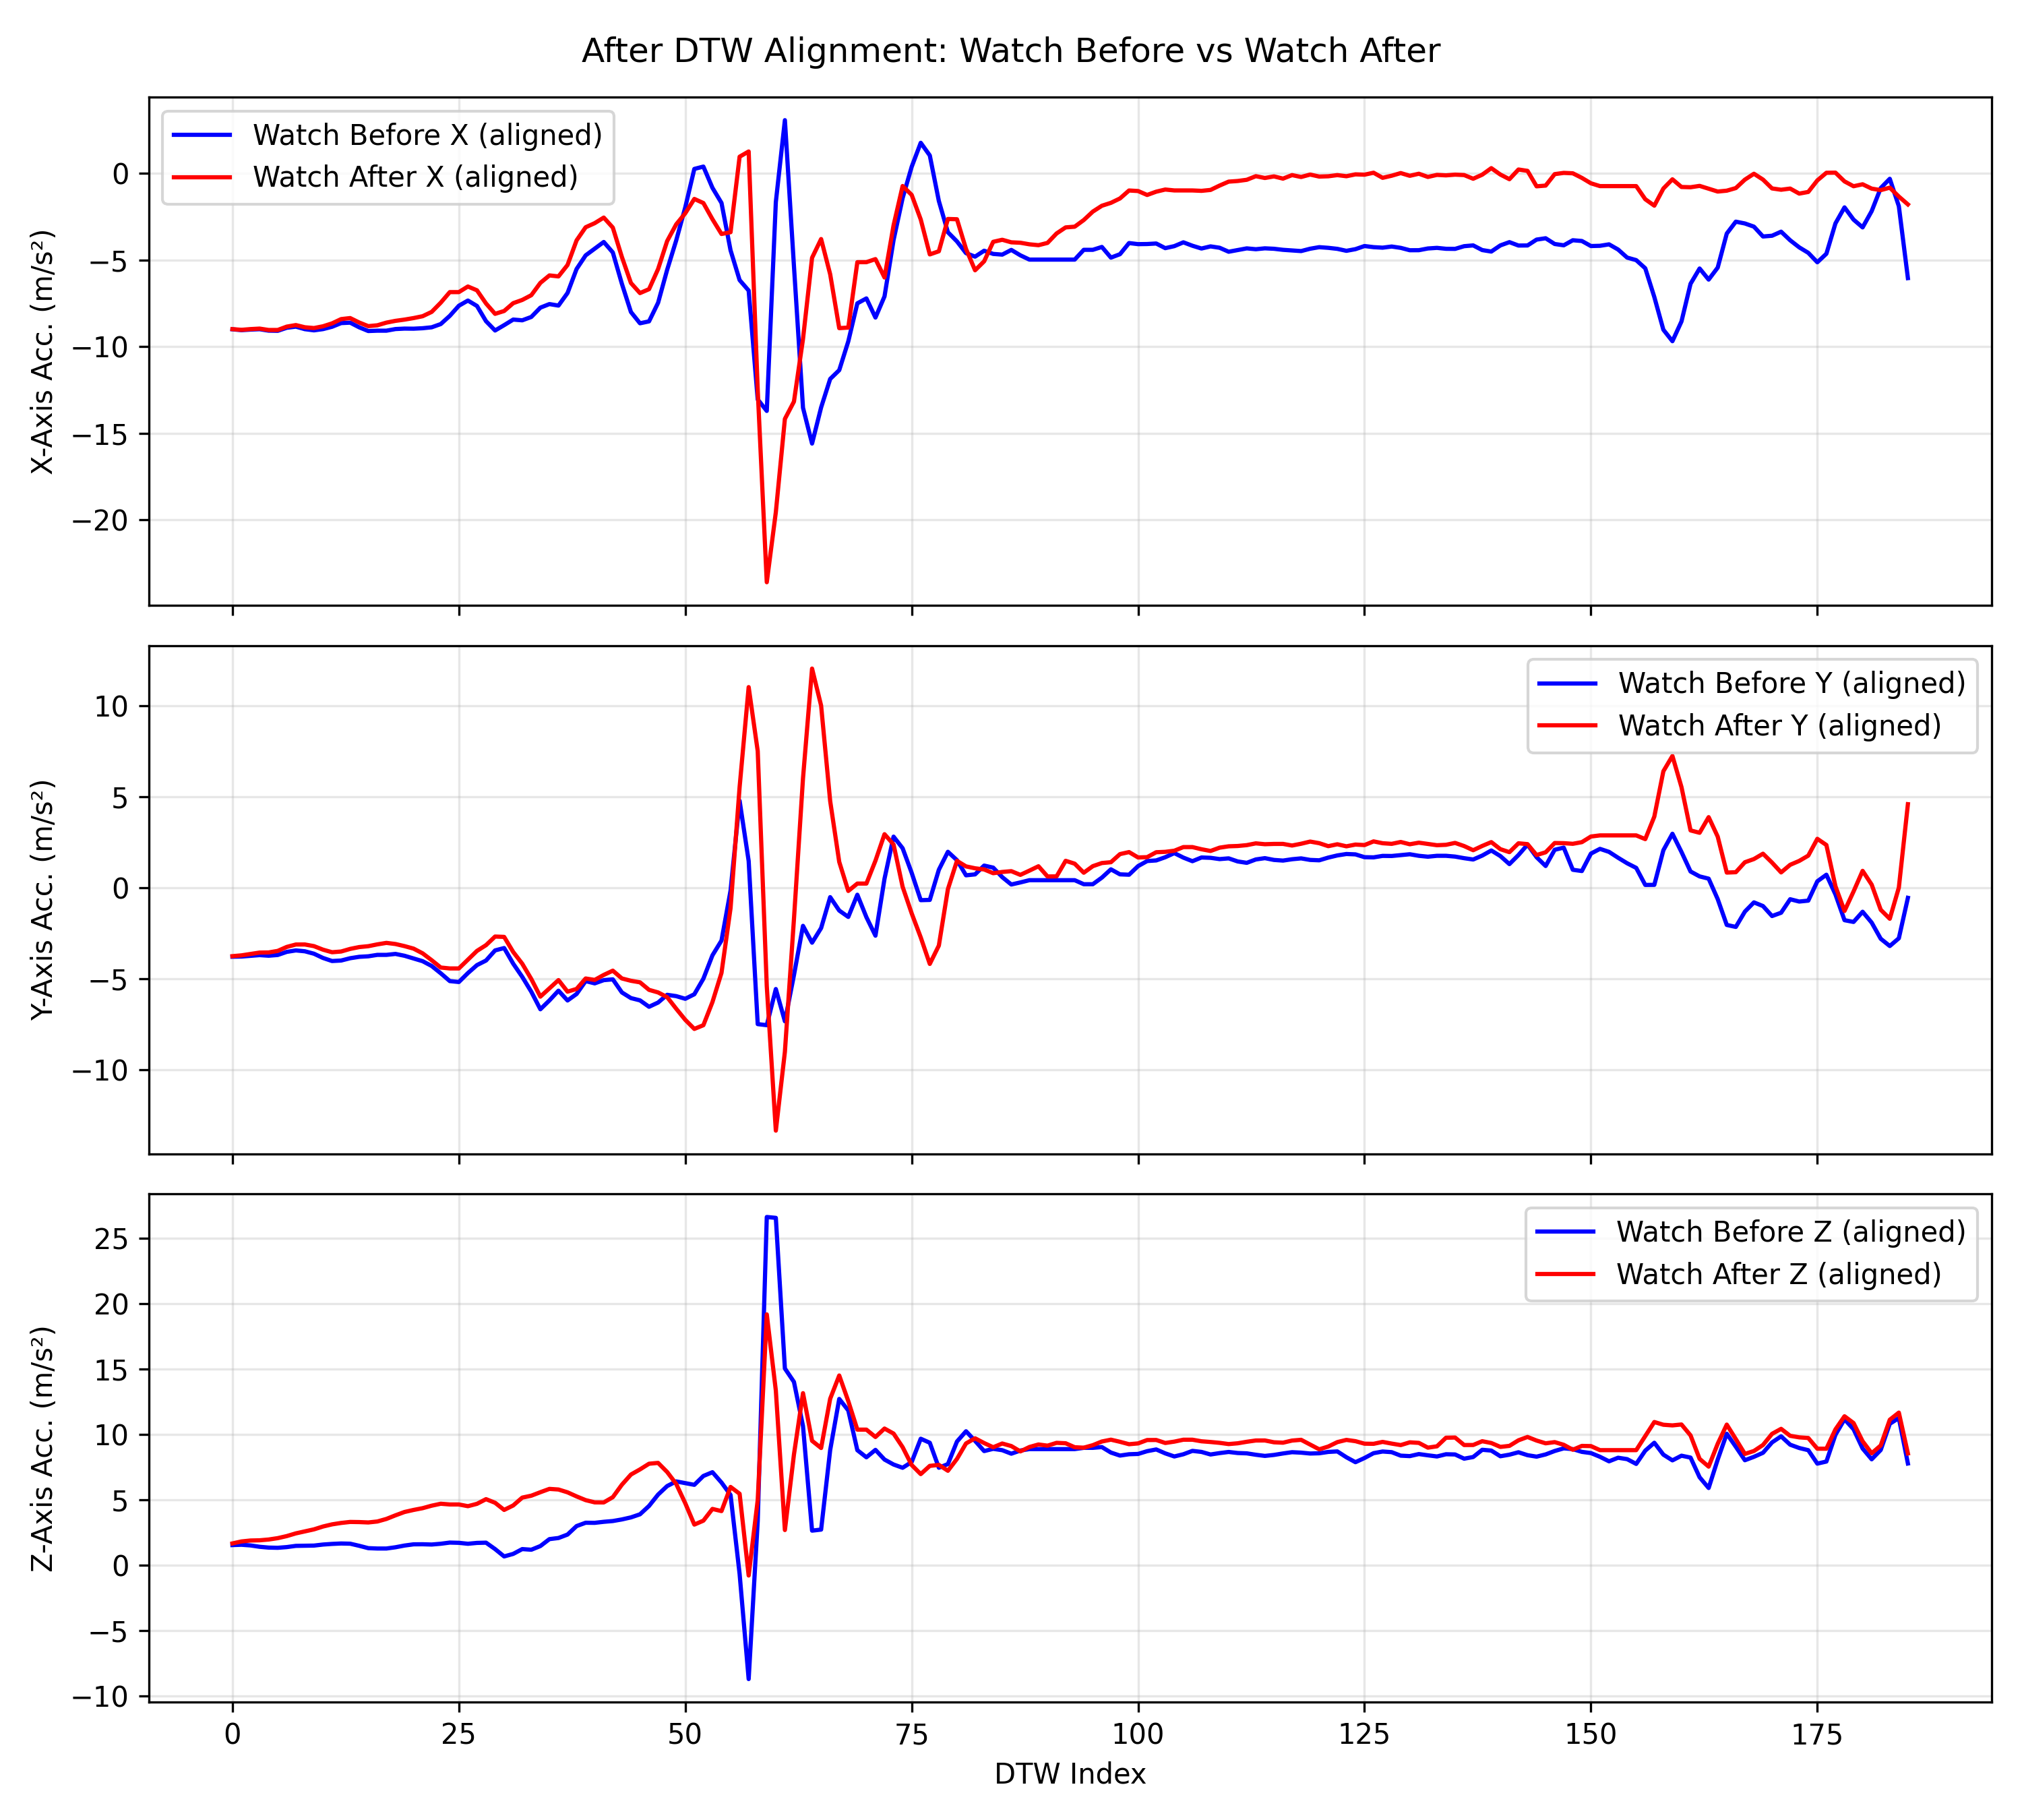 After DTW Alignment: Watch Before vs Watch After
Watch Before X (aligned)
Watch After X (aligned)
0
−5
−10
−15
−20
X-Axis Acc. (m/s²)
Watch Before Y (aligned)
Watch After Y (aligned)
10
5
0
−5
−10
Y-Axis Acc. (m/s²)
Watch Before Z (aligned)
Watch After Z (aligned)
25
20
15
10
5
0
−5
−10
Z-Axis Acc. (m/s²)
0 25 50 75 100 125 150 175
DTW Index